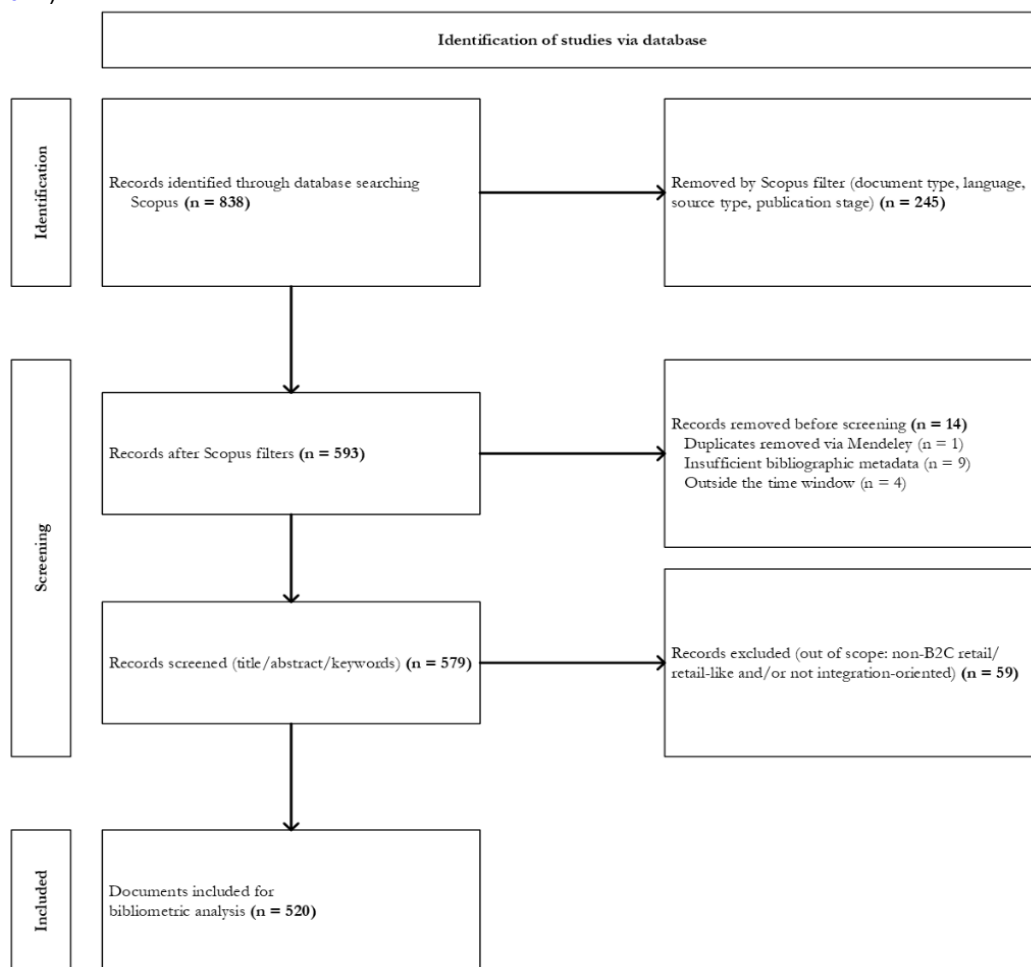 Identification of studies via database
Identification
Records identified through database searching
Scopus (n = 838)
Removed by Scopus filter (document type, language,
source type, publication stage) (n = 245)
Screening
Records after Scopus filters (n = 593)
Records removed before screening (n = 14)
Duplicates removed via Mendeley (n = 1)
Insufficient bibliographic metadata (n = 9)
Outside the time window (n = 4)
Records screened (title/abstract/keywords) (n = 579)
Records excluded (out of scope: non-B2C retail/
retail-like and/or not integration-oriented) (n = 59)
Included
Documents included for
bibliometric analysis (n = 520)